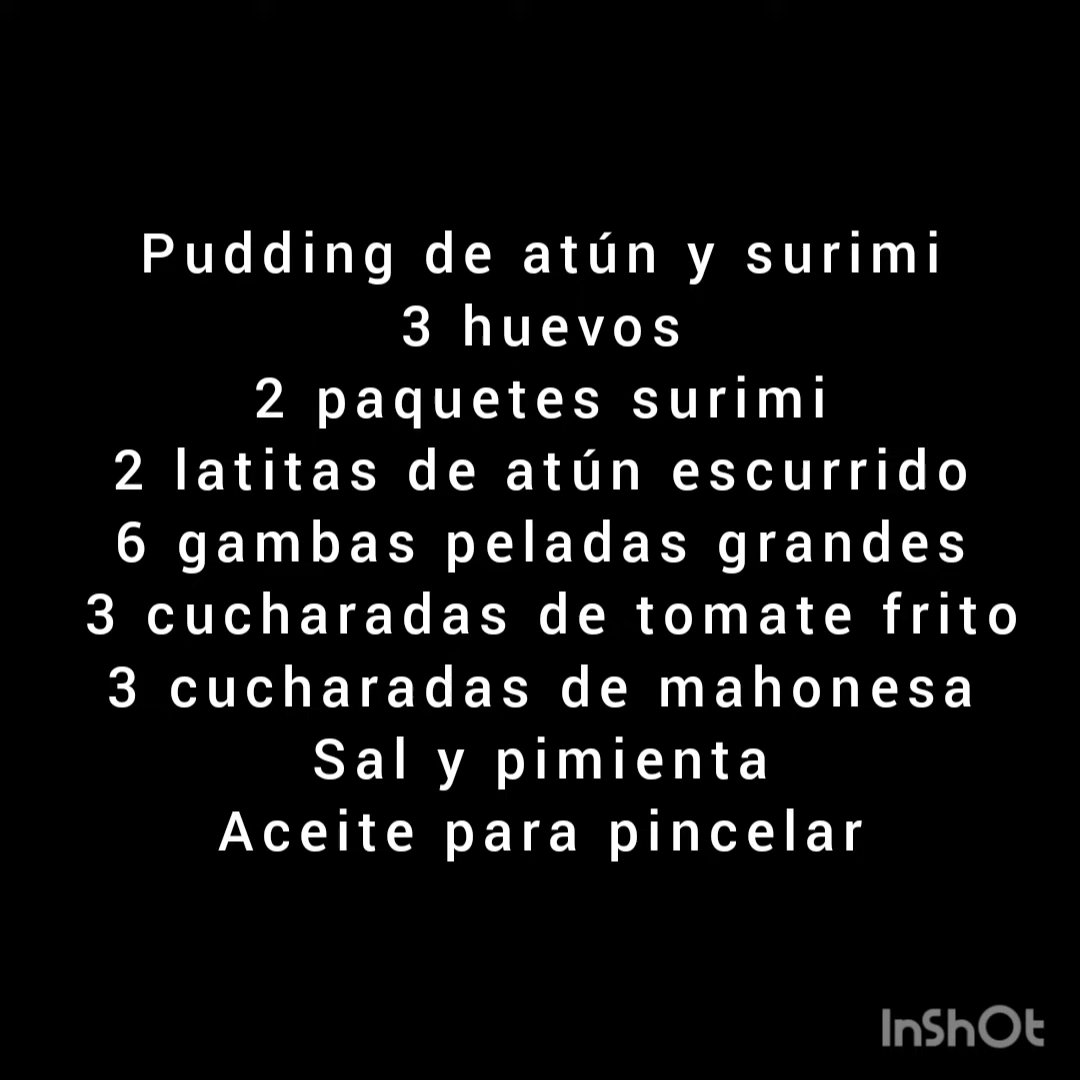 Pudding de atún y surimi
3 huevos
2 paquetes surimi
2 latitas de atún escurrido
6 gambas peladas grandes
3 cucharadas de tomate frito
3 cucharadas de mahonesa
Sal y pimienta
Aceite para pincelar
InShOt